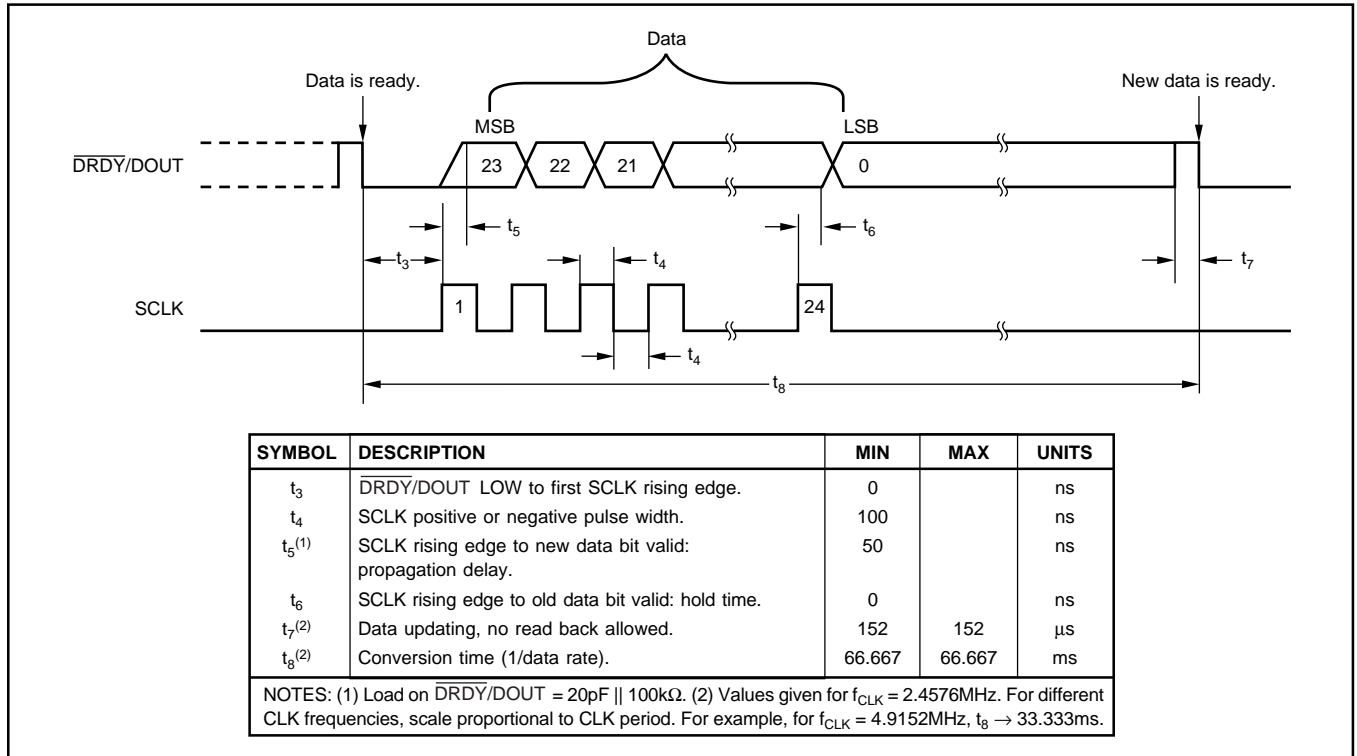 Data
Data is ready.
New data is ready.
MSB
LSB
DRDY/DOUT
23
22
21
0
t5
t6
t3
t4
t7
SCLK
1
24
t4
t8
SYMBOL DESCRIPTION MIN MAX UNITS
t3 DRDY/DOUT LOW to first SCLK rising edge. 0 ns
t4 SCLK positive or negative pulse width. 100 ns
t5(1) SCLK rising edge to new data bit valid: 50 ns
propagation delay.
t6 SCLK rising edge to old data bit valid: hold time. 0 ns
t7(2) Data updating, no read back allowed. 152 152 µs
t8(2) Conversion time (1/data rate). 66.667 66.667 ms
NOTES: (1) Load on DRDY/DOUT = 20pF || 100kΩ. (2) Values given for fCLK = 2.4576MHz. For different
CLK frequencies, scale proportional to CLK period. For example, for fCLK = 4.9152MHz, t8 → 33.333ms.